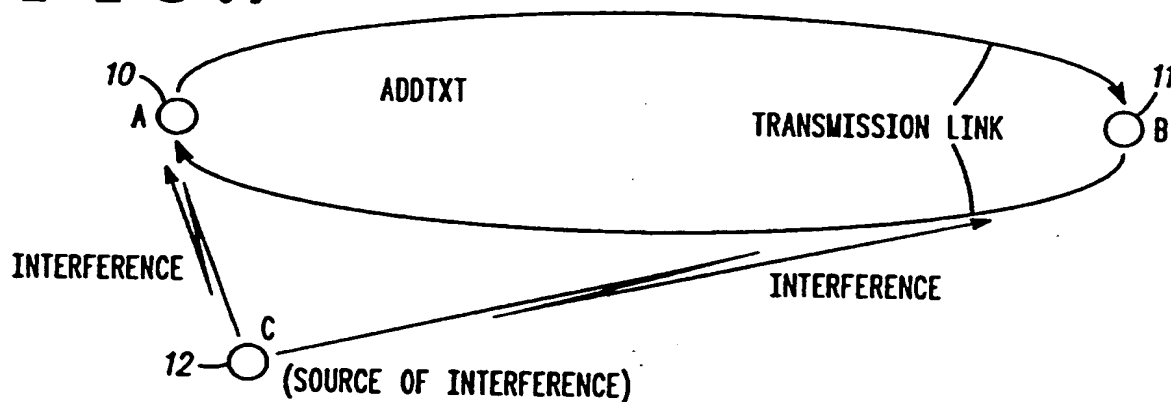 10
11
ADDTXT
A
TRANSMISSION LINK
B
INTERFERENCE
INTERFERENCE
C
12
(SOURCE OF INTERFERENCE)